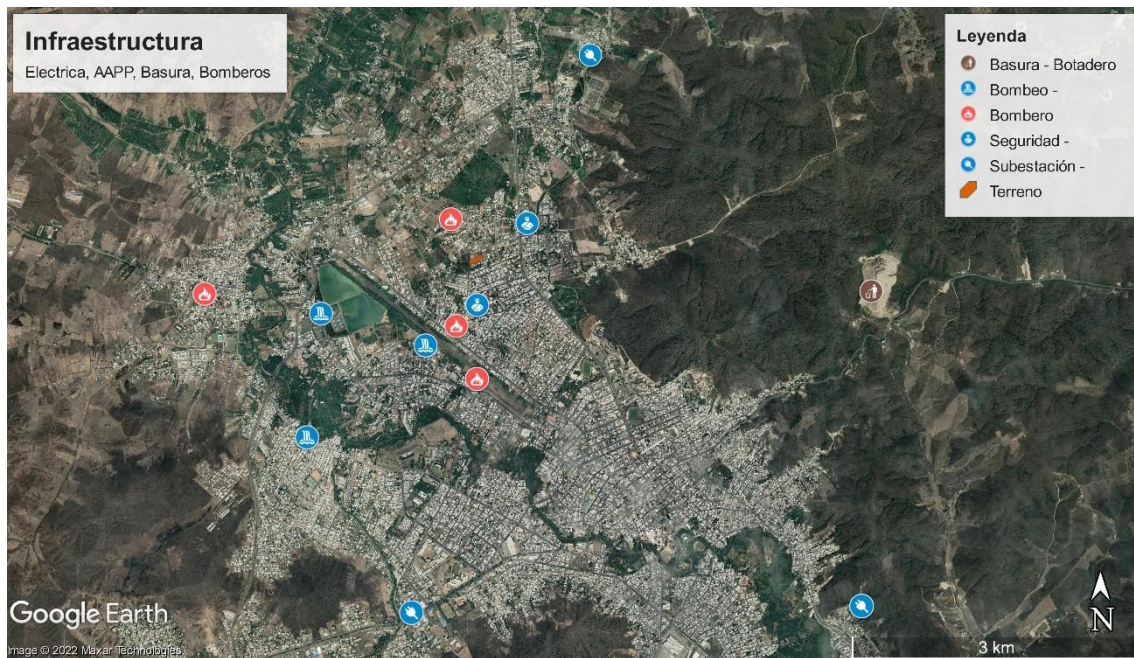 Infraestructura
Electrica, AAPP, Basura, Bomberos
Leyenda
Basura - Botadero
Bombeo -
Bombero
Seguridad -
Subestación -
Terreno
Google Earth
Image © 2022 Maxar Technologies
N
3 km